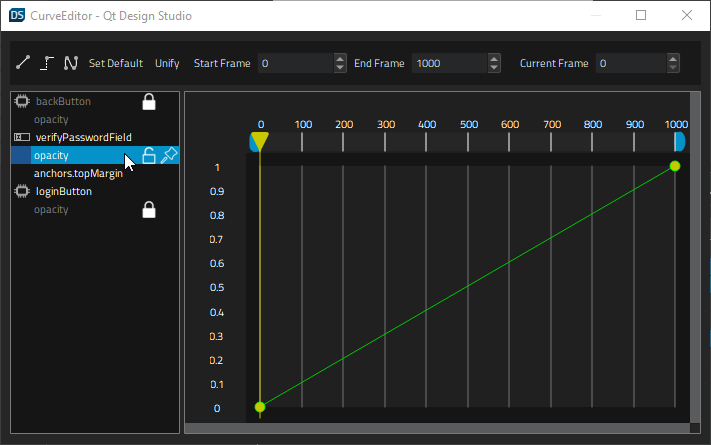 DS CurveEditor - Qt Design Studio
Set Default Unify Start Frame 0 End Frame 1000 Current Frame 0
backButton
opacity
verifyPasswordField
opacity
anchors.topMargin
loginButton
opacity
0 100 200 300 400 500 600 700 800 900 1000
1
0.9
0.8
0.7
0.6
0.5
0.4
0.3
0.2
0.1
0